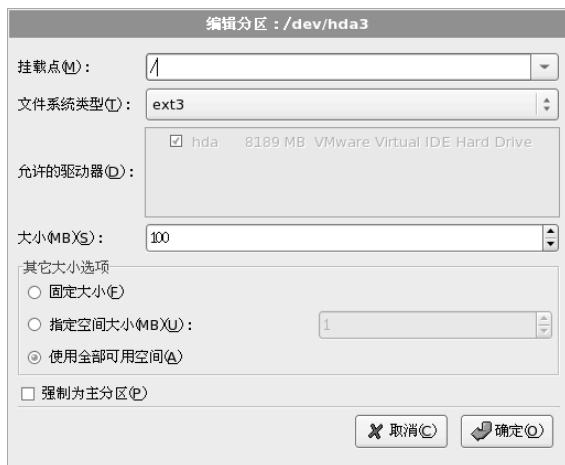 编辑分区：/dev/hda3
挂载点(M)： /
文件系统类型(T)： ext3
允许的驱动器(D)： hda 8189 MB VMware Virtual IDE Hard Drive
大小(MB)(S)： 100
其它大小选项
固定大小(F)
指定空间大小(MB)(U)： 1
使用全部可用空间(A)
强制为主分区(P)
取消(C) 确定(O)